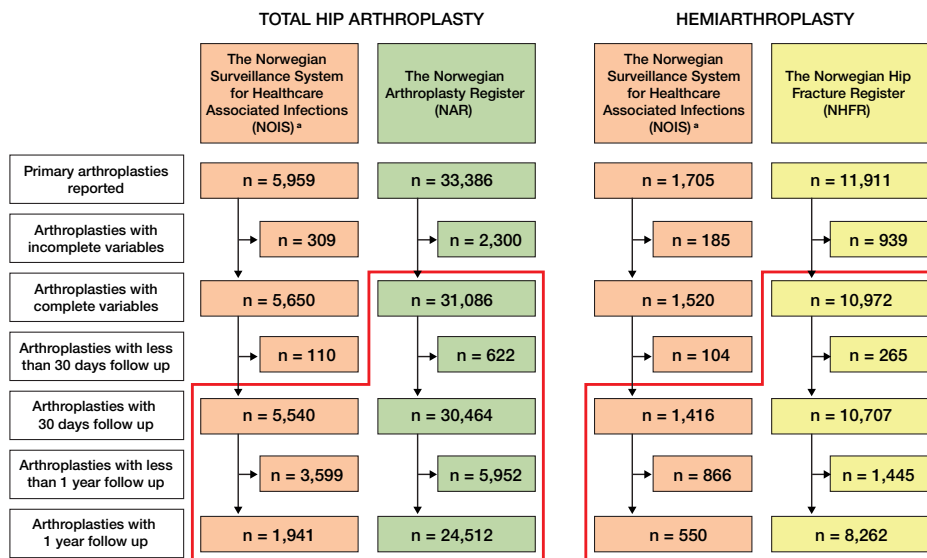 TOTAL HIP ARTHROPLASTY
HEMIARTHROPLASTY
The Norwegian
Surveillance System
for Healthcare
Associated Infections
(NOIS) ᵃ
The Norwegian
Arthroplasty Register
(NAR)
The Norwegian
Surveillance System
for Healthcare
Associated Infections
(NOIS) ᵃ
The Norwegian Hip
Fracture Register
(NHFR)
Primary arthroplasties
reported
n = 5,959
n = 33,386
n = 1,705
n = 11,911
Arthroplasties with
incomplete variables
n = 309
n = 2,300
n = 185
n = 939
Arthroplasties with
complete variables
n = 5,650
n = 31,086
n = 1,520
n = 10,972
Arthroplasties with less
than 30 days follow up
n = 110
n = 622
n = 104
n = 265
Arthroplasties with
30 days follow up
n = 5,540
n = 30,464
n = 1,416
n = 10,707
Arthroplasties with less
than 1 year follow up
n = 3,599
n = 5,952
n = 866
n = 1,445
Arthroplasties with
1 year follow up
n = 1,941
n = 24,512
n = 550
n = 8,262